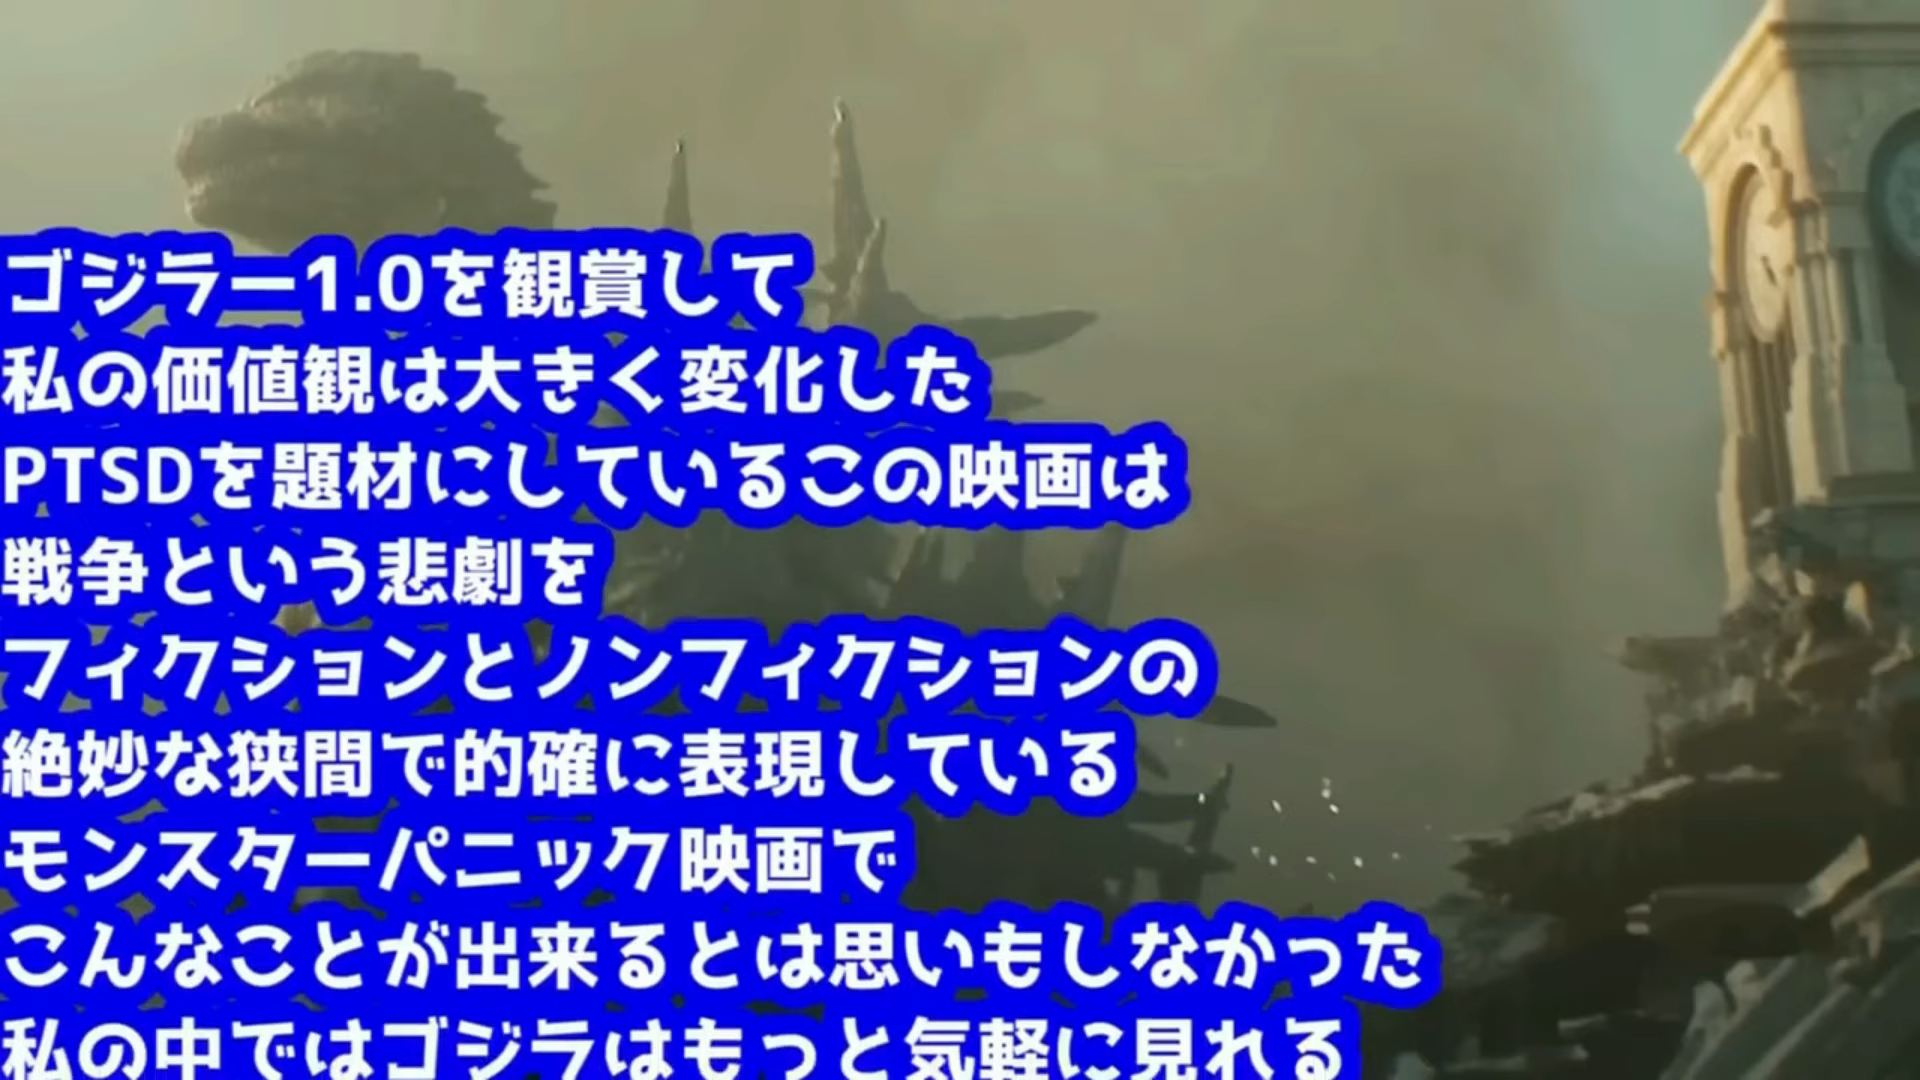 ゴジラー1.0を観賞して
私の価値観は大きく変化した
PTSDを題材にしているこの映画は
戦争という悲劇を
フィクションとノンフィクションの
絶妙な狭間で的確に表現している
モンスターパニック映画で
こんなことが出来るとは思いもしなかった
私の中ではゴジラはもっと気軽に見れる